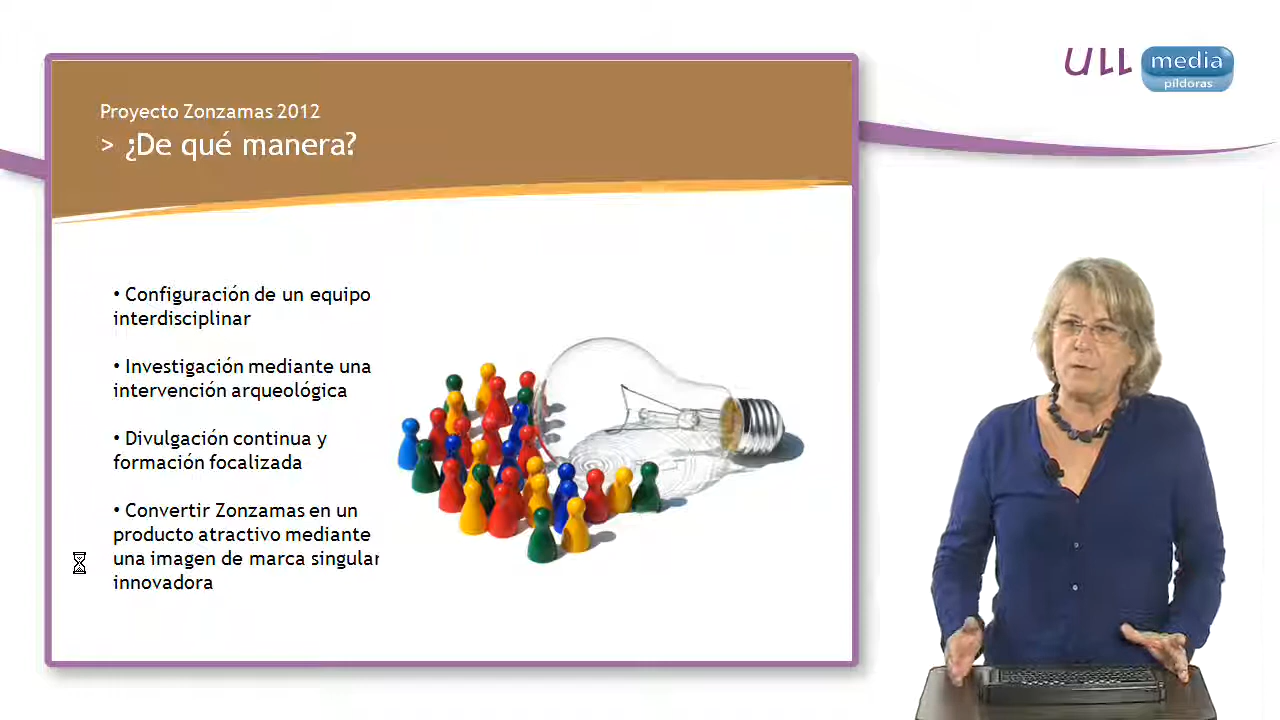 ULL
media
píldoras
Proyecto Zonzamas 2012
> ¿De qué manera?
• Configuración de un equipo
interdisciplinar
• Investigación mediante una
intervención arqueológica
• Divulgación continua y
formación focalizada
• Convertir Zonzamas en un
producto atractivo mediante
una imagen de marca singular
innovadora